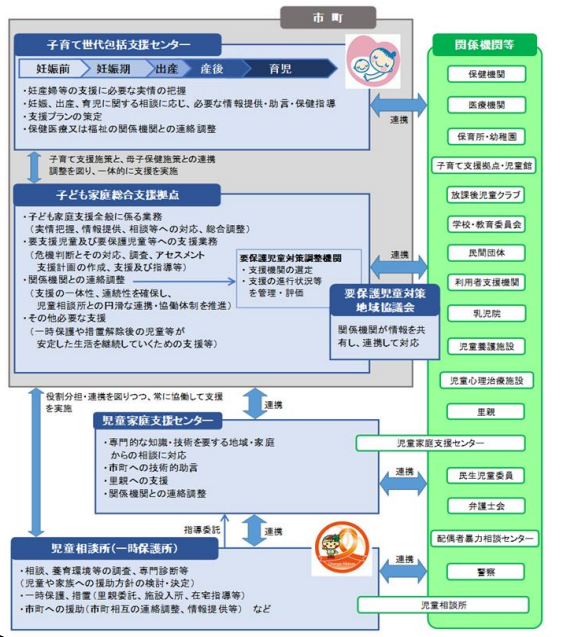 市 町
子育て世代包括支援センター
妊娠前
妊娠期
出産
産後
育児
・妊産婦等の支援に必要な実情の把握
・妊娠、出産、育児に関する相談に応じ、必要な情報提供・助言・保健指導
・支援プランの策定
・保健医療又は福祉の関係機関との連絡調整
連携
子育て支援施策と、母子保健施策との連携
調整を図り、一体的に支援を実施
子ども家庭総合支援拠点
・子ども家庭支援全般に係る業務
（実情把握、情報提供、相談等への対応、総合調整）
・要支援児童及び要保護児童等への支援業務
（危機判断とその対応、調査、アセスメント
支援計画の作成、支援及び指導等）
・関係機関との連絡調整
（支援の一体性、連続性を確保し、
児童相談所との円滑な連携・協働体制を推進）
・その他必要な支援
（一時保護や措置解除後の児童等が
安定した生活を継続していくための支援等）
要保護児童対策調整機関
・支援機関の選定
・支援の進行状況等
を管理・評価
連携
要保護児童対策
地域協議会
関係機関が情報を共
有し、協議して対応
役割分担・連携を図りつつ、常に協働して支援
を実施
連携
児童家庭支援センター
・専門的な知識・技術を要する地域・家庭
からの相談に対応
・市町への技術的助言
・里親への支援
・関係機関との連絡調整
連携
指導委託
連携
児童相談所（一時保護所）
・相談、養育環境等の調査、専門診断等
（児童や家族への援助方針の検討・決定）
・一時保護、措置（里親委託、施設入所、在宅指導等）
・市町への援助（市町相互の連絡調整、情報提供等） など
連携
関係機関等
保健機関
医療機関
保育所・幼稚園
子育て支援拠点・児童館
放課後児童クラブ
学校・教育委員会
民間団体
利用者支援機関
乳児院
児童養護施設
児童心理治療施設
里親
児童家庭支援センター
民生児童委員
弁護士会
配偶者暴力相談センター
警察
児童相談所